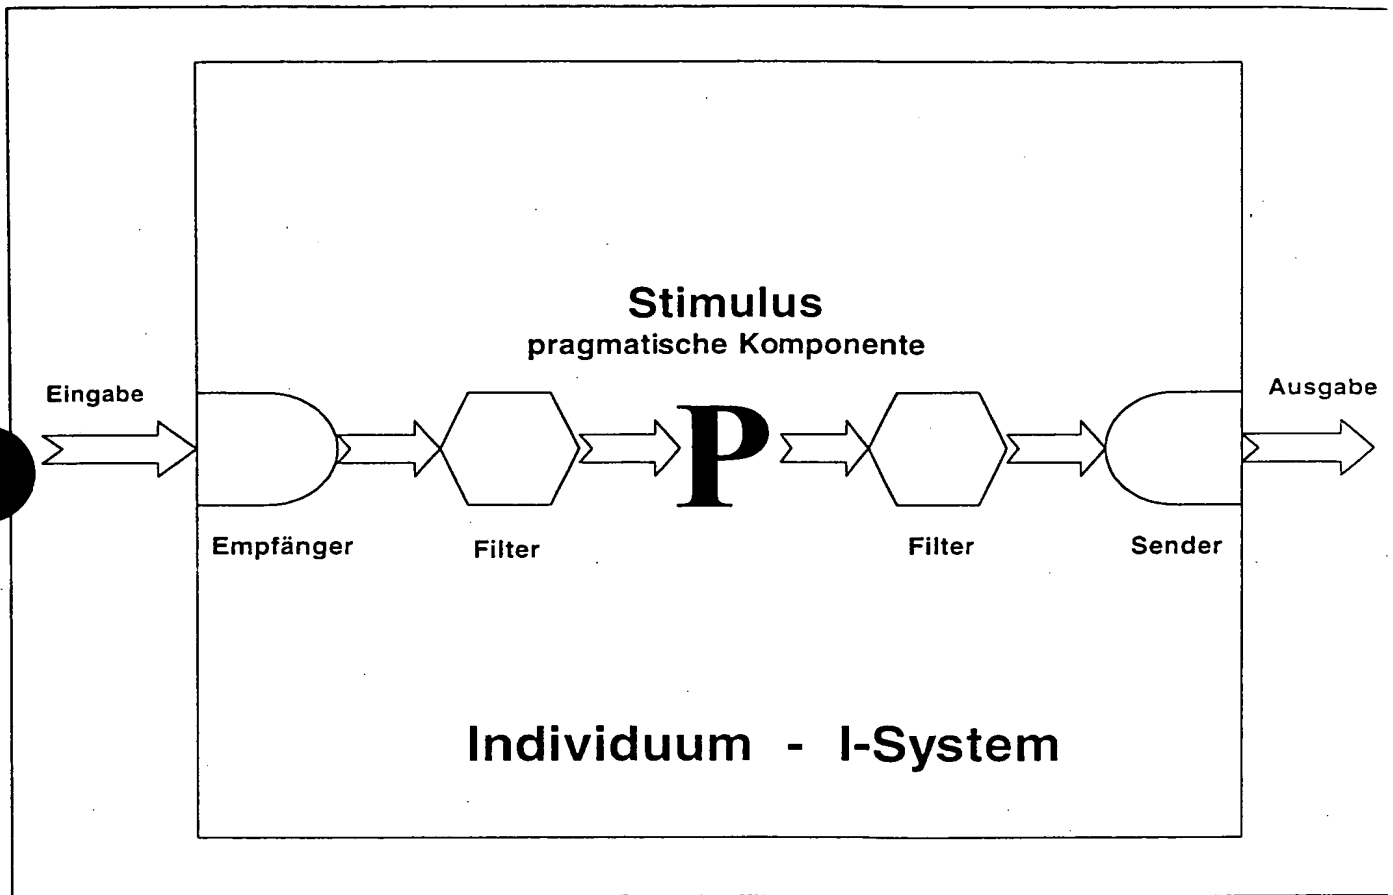 Stimulus
pragmatische Komponente
Eingabe
Ausgabe
P
Empfänger
Filter
Filter
Sender
Individuum - I-System